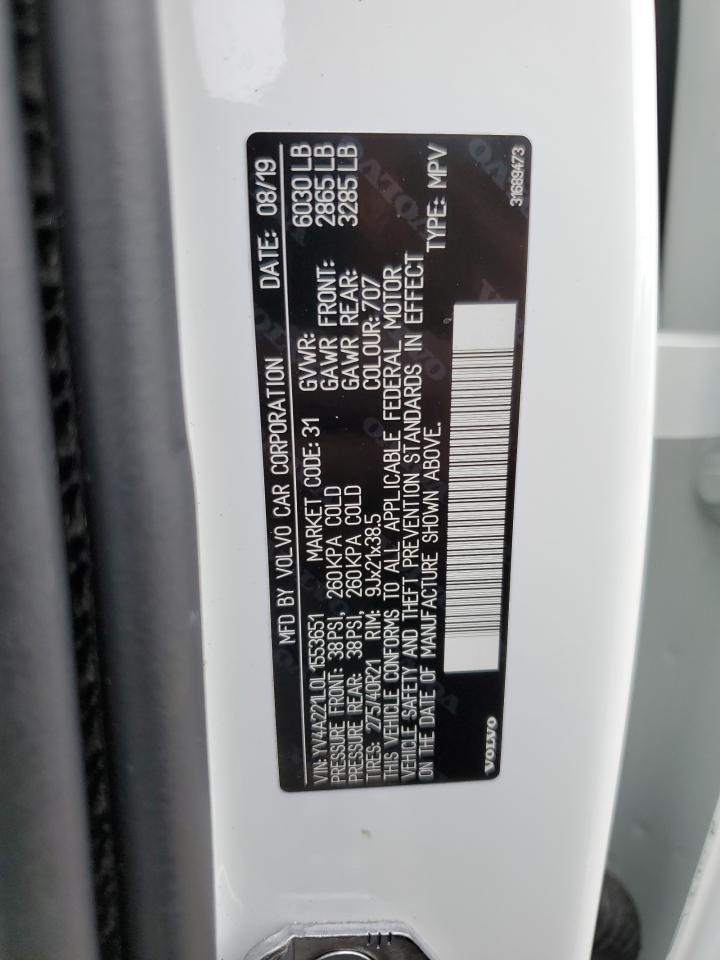 MFD BY VOLVO CAR CORPORATION DATE: 08/19
VIN: YV4A221L0L1553651 MARKET CODE: 31 GVWR: 6030 LB
PRESSURE FRONT: 38PSI, 260KPA COLD GAWR FRONT: 2865 LB
PRESSURE REAR: 38PSI, 260KPA COLD GAWR REAR: 3285 LB
TIRES: 275/40R21 RIM: 9Jx21x38.5 COLOUR: 707
THIS VEHICLE CONFORMS TO ALL APPLICABLE FEDERAL MOTOR
VEHICLE SAFETY AND THEFT PREVENTION STANDARDS IN EFFECT
ON THE DATE OF MANUFACTURE SHOWN ABOVE. TYPE: MPV
VOLVO 31689473